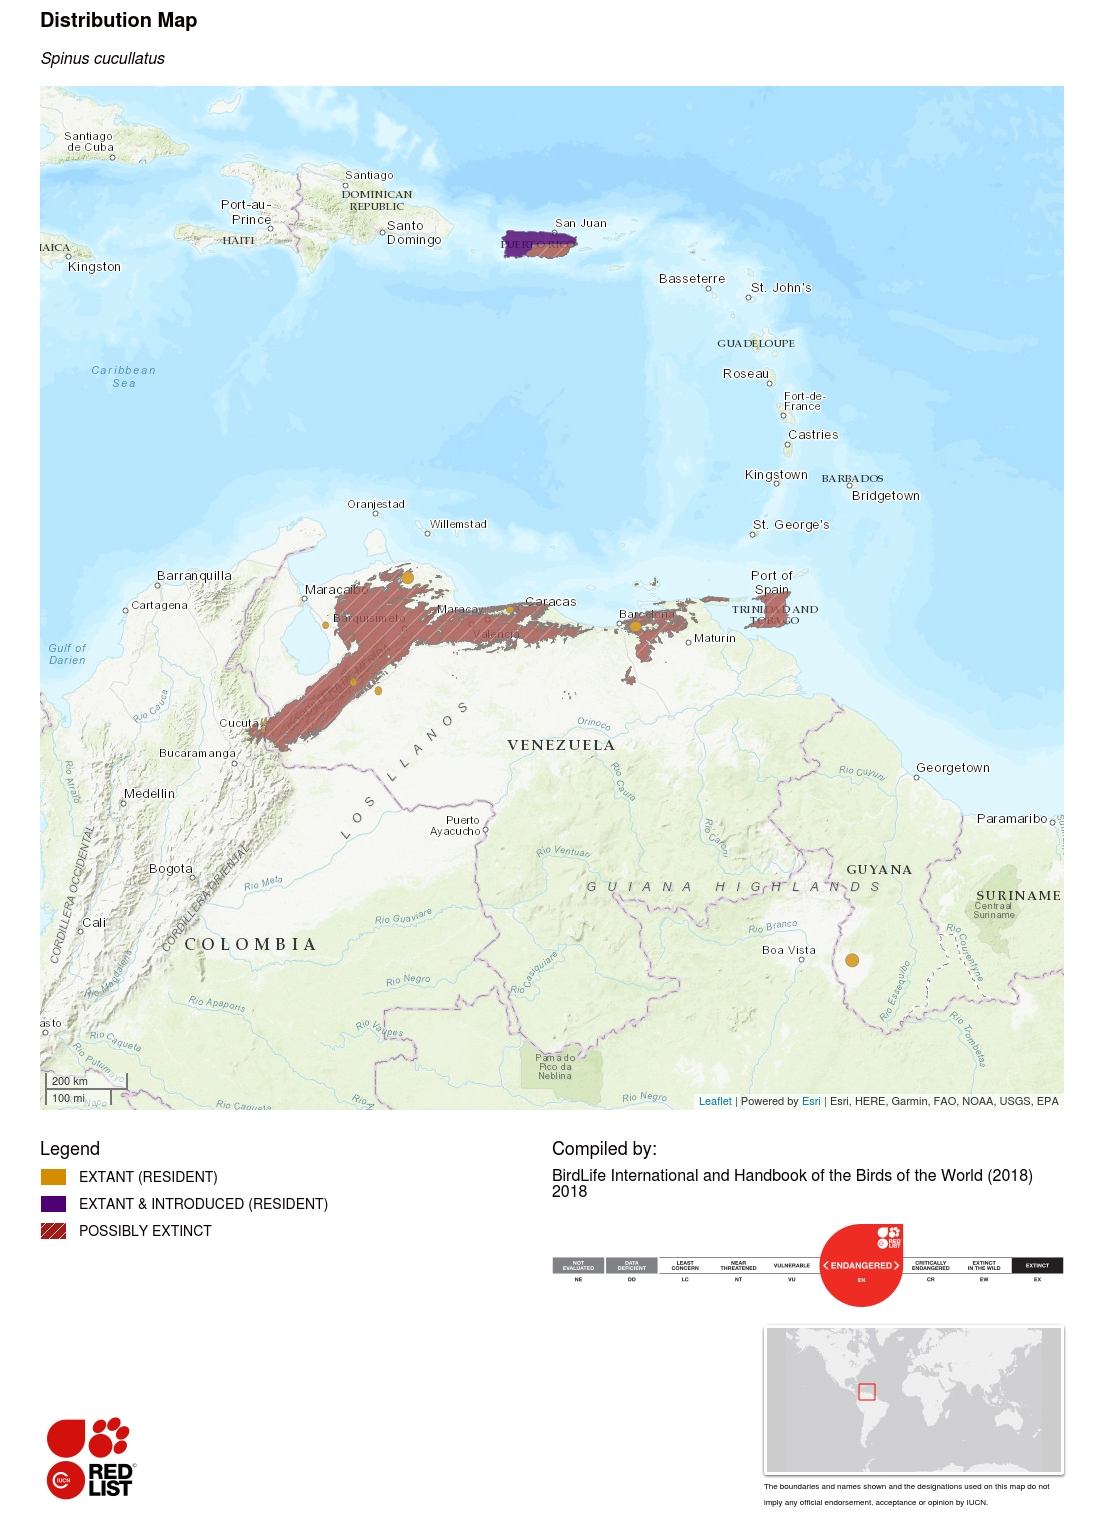 Distribution Map
Spinus cucullatus
Santiago
de Cuba
Santiago
DOMINICAN
REPUBLIC
Port-au-
Prince
HAITI
Santo
Domingo
San Juan
PUERTO RICO
IAICA
Kingston
Basseterre
St. John's
GUADELOUPE
Roseau
Caribbean
Sea
Fort-de-
France
Castries
Kingstown
BARBADOS
Bridgetown
Oranjestad
Willemstad
St. George's
Barranquilla
Cartagena
Maracaibo
Port of
Spain
TRINIDAD AND
TOBAGO
Barquisimeto
Maracay
Caracas
Valencia
Barcelona
Maturin
Gulf of
Darien
Rio Cauca
Cucuta
Bucaramanga
Rio Atrato
Medellin
LOS LLANOS
Orinoco
VENEZUELA
Rio Caura
Rio Cuyuni
Georgetown
Paramaribo
Puerto
Ayacucho
Rio Ventuari
Rio Caroni
GUYANA
GUIANA HIGHLANDS
SURINAME
Centraal
Suriname
Bogota
Rio Meta
CORDILLERA OCCIDENTAL
CORDILLERA ORIENTAL
Cali
COLOMBIA
Rio Guaviare
Rio Branco
Boa Vista
Rio Courentyne
Rio Essequibo
Rio Magdalena
Rio Negro
Rio Casiquiare
Rio Apaporis
Rio Vaupes
asto
Rio Caqueta
Rio Putumayo
Napo
Rio Caqueta
Rio A
Parna do
Pico da
Neblina
Rio Negro
Rio Trombetas
200 km
100 mi
Leaflet | Powered by Esri | Esri, HERE, Garmin, FAO, NOAA, USGS, EPA
Legend
EXTANT (RESIDENT)
EXTANT & INTRODUCED (RESIDENT)
POSSIBLY EXTINCT
Compiled by:
BirdLife International and Handbook of the Birds of the World (2018)
2018
NOT
EVALUATED
NE
DATA
DEFICIENT
DD
LEAST
CONCERN
LC
NEAR
THREATENED
NT
VULNERABLE
VU
RED
LIST
<ENDANGERED>
EN
CRITICALLY
ENDANGERED
CR
EXTINCT
IN THE WILD
EW
EXTINCT
EX
IUCN
RED
LIST
©
The boundaries and names shown and the designations used on this map do not
imply any official endorsement, acceptance or opinion by IUCN.